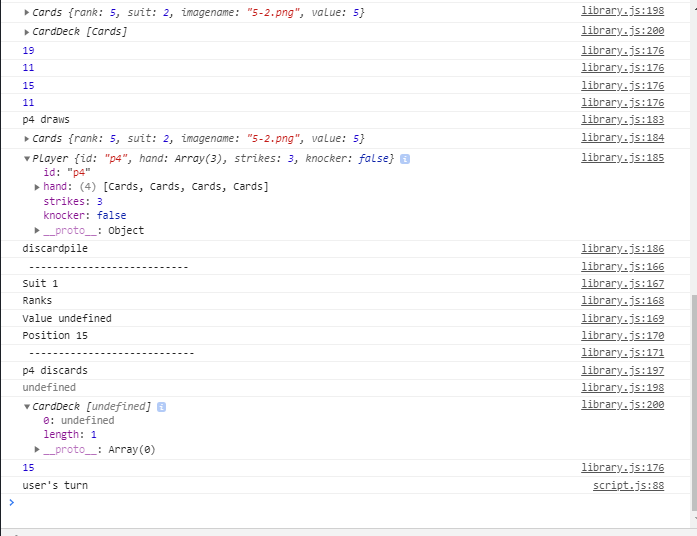 Cards {rank: 5, suit: 2, imagename: "5-2.png", value: 5} library.js:198
CardDeck [Cards] library.js:200
19 library.js:176
11 library.js:176
15 library.js:176
11 library.js:176
p4 draws library.js:183
Cards {rank: 5, suit: 2, imagename: "5-2.png", value: 5} library.js:184
Player {id: "p4", hand: Array(3), strikes: 3, knocker: false} library.js:185
id: "p4"
hand: (4) [Cards, Cards, Cards, Cards]
strikes: 3
knocker: false
__proto__: Object
discardpile library.js:186
--------------------------- library.js:166
Suit 1 library.js:167
Ranks library.js:168
Value undefined library.js:169
Position 15 library.js:170
---------------------------- library.js:171
p4 discards library.js:197
undefined library.js:198
CardDeck [undefined] library.js:200
0: undefined
length: 1
__proto__: Array(0)
15 library.js:176
user's turn script.js:88
>